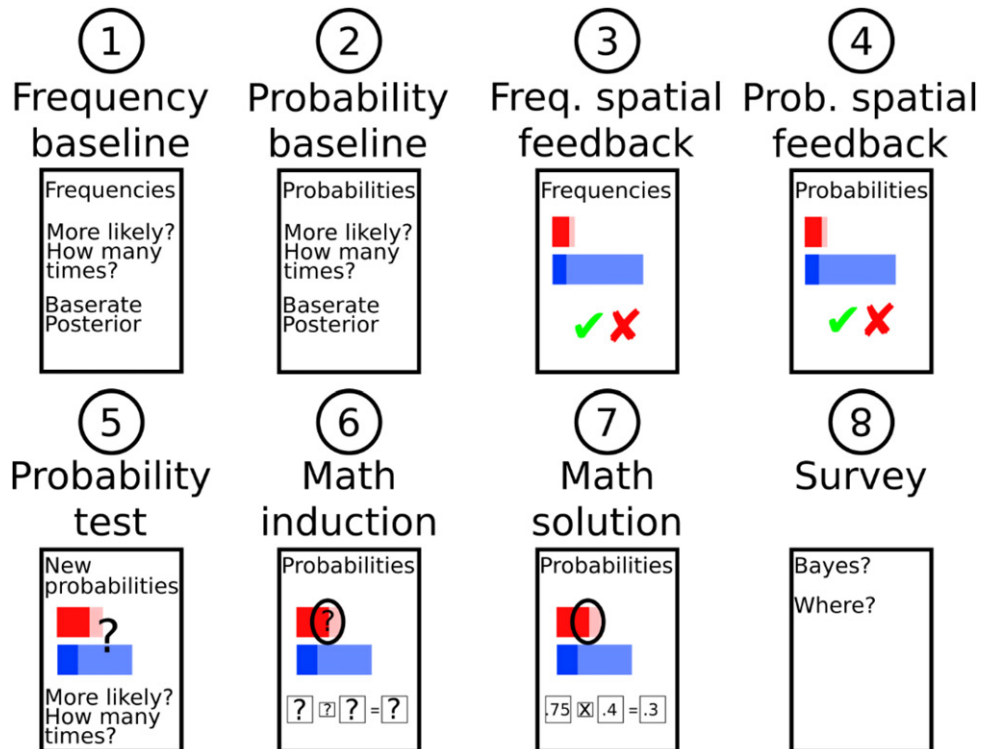 1
Frequency
baseline
Frequencies
More likely?
How many
times?
Baserate
Posterior
2
Probability
baseline
Probabilities
More likely?
How many
times?
Baserate
Posterior
3
Freq. spatial
feedback
Frequencies
4
Prob. spatial
feedback
Probabilities
5
Probability
test
New
probabilities
?
More likely?
How many
times?
6
Math
induction
Probabilities
?
? ? ? = ?
7
Math
solution
Probabilities
.75 X .4 = .3
8
Survey
Bayes?
Where?